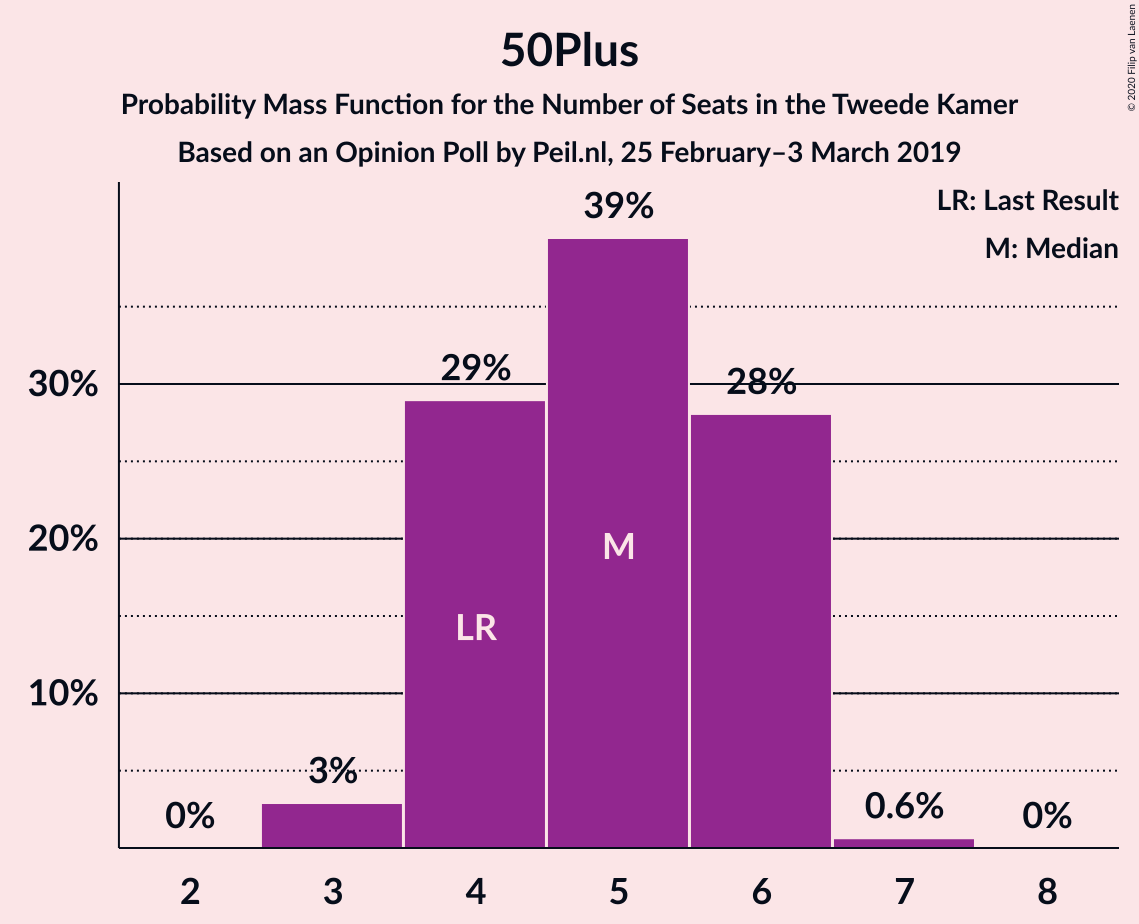 50Plus
Probability Mass Function for the Number of Seats in the Tweede Kamer
Based on an Opinion Poll by Peil.nl, 25 February–3 March 2019
© 2020 Filip van Laenen
LR: Last Result
M: Median
39%
29%
28%
30%
20%
10%
M
LR
3%
0%
0.6%
0%
2 3 4 5 6 7 8